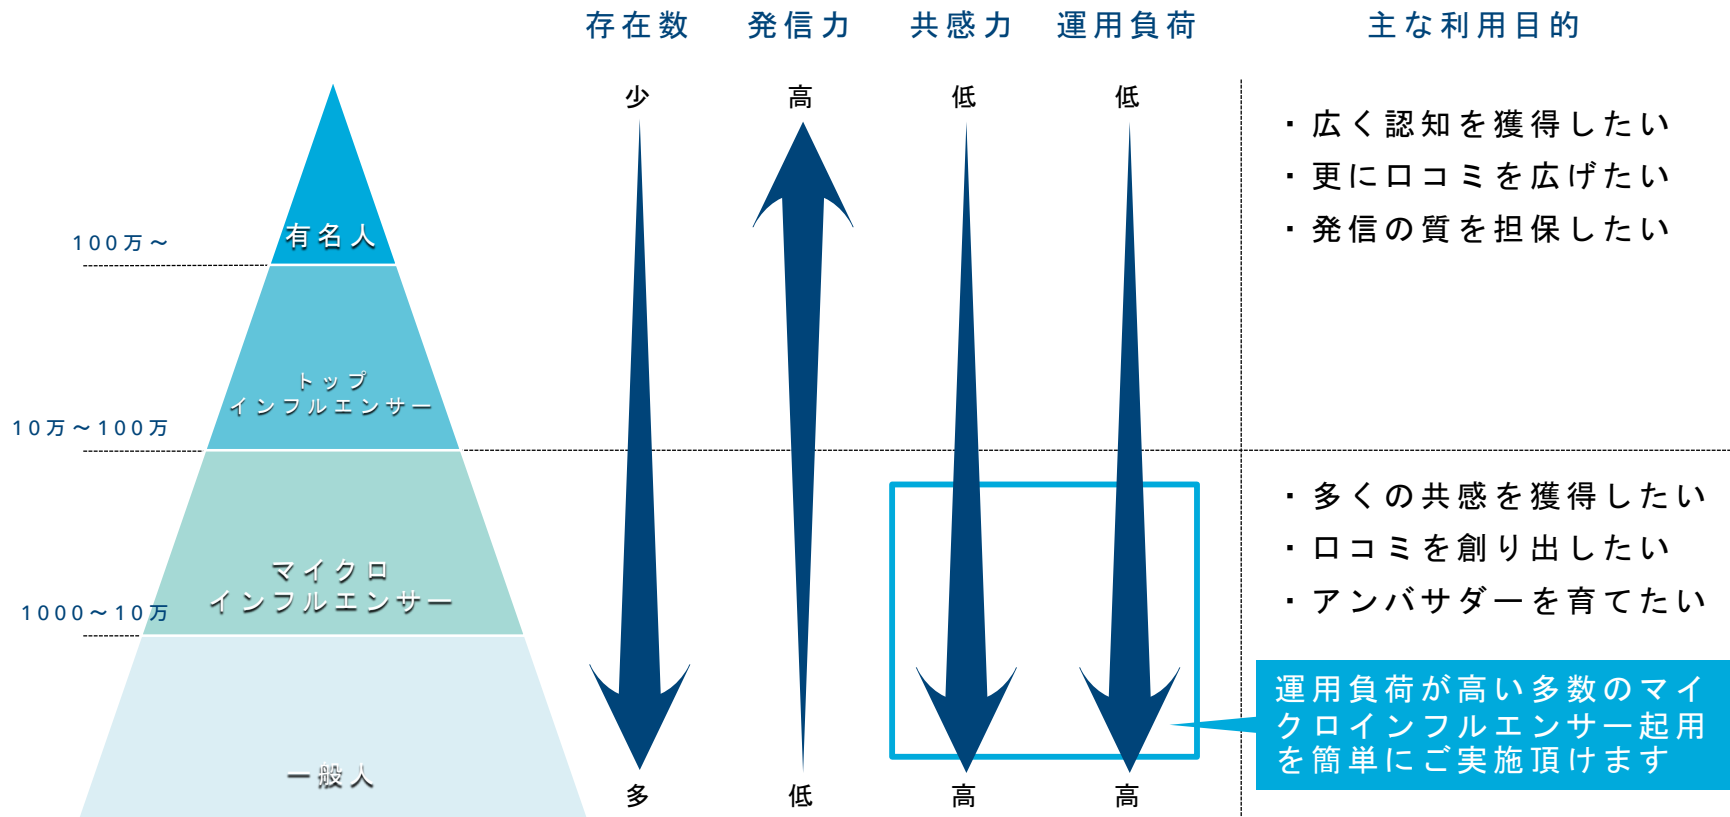 存在数 発信力 共感力 運用負荷 主な利用目的
少 高 低 低
・広く認知を獲得したい
・更に口コミを広げたい
・発信の質を担保したい
100万～
有名人
トップ
インフルエンサー
10万～100万
・多くの共感を獲得したい
・口コミを創り出したい
・アンバサダーを育てたい
マイクロ
インフルエンサー
1000～10万
運用負荷が高い多数のマイ
クロインフルエンサー起用
を簡単にご実施頂けます
一般人
多 低 高 高